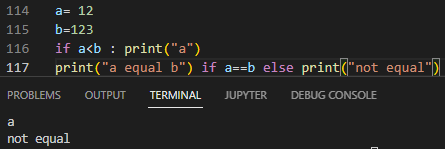 114 a= 12
115 b=123
116 if a<b : print("a")
117 print("a equal b") if a==b else print("not equal")
PROBLEMS OUTPUT TERMINAL JUPYTER DEBUG CONSOLE
a
not equal